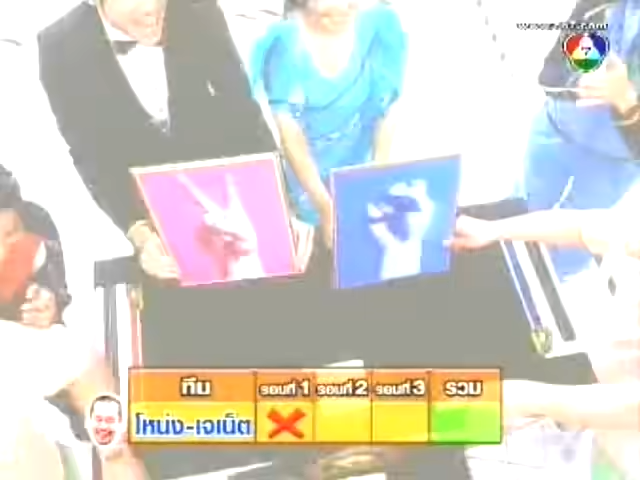 7
ทีม รอบที่ 1 รอบที่ 2 รอบที่ 3 รวม
โหน่ง-เจเน็ต